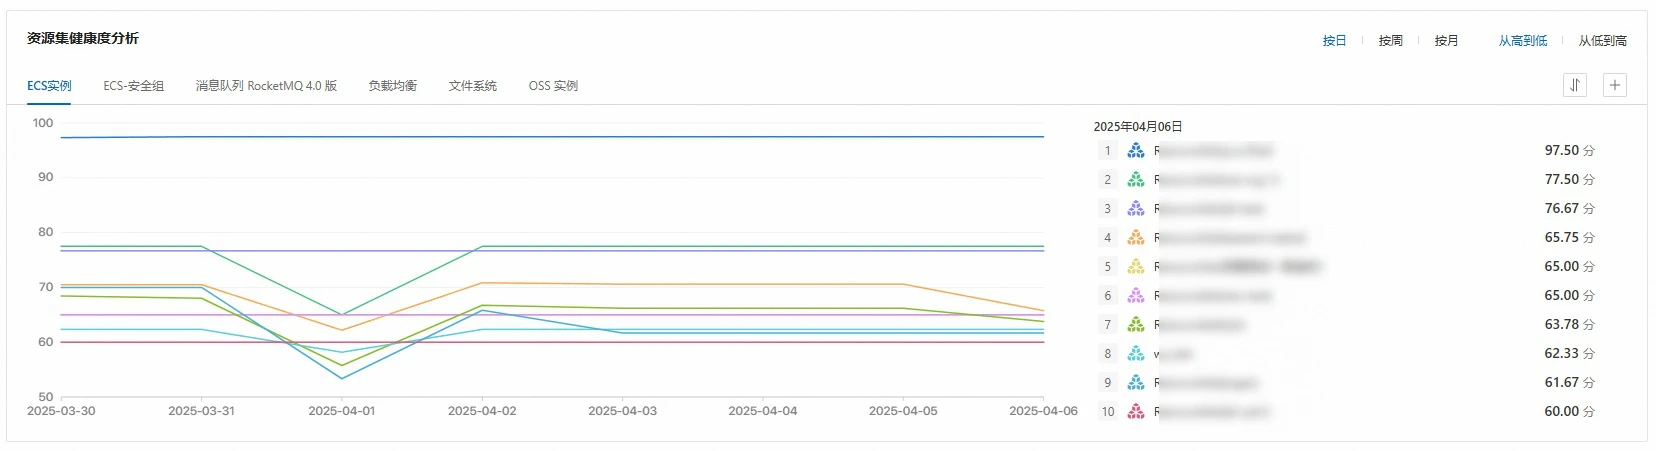 资源集健康度分析
按日 按周 按月 从高到低 从低到高
ECS实例 ECS-安全组 消息队列 RocketMQ 4.0 版 负载均衡 文件系统 OSS 实例
100
90
80
70
60
50
2025-03-30 2025-03-31 2025-04-01 2025-04-02 2025-04-03 2025-04-04 2025-04-05 2025-04-06
2025年04月06日
1 R 97.50 分
2 R 77.50 分
3 R 76.67 分
4 R 65.75 分
5 R 65.00 分
6 R 65.00 分
7 R 63.78 分
8 w 62.33 分
9 R 61.67 分
10 R 60.00 分